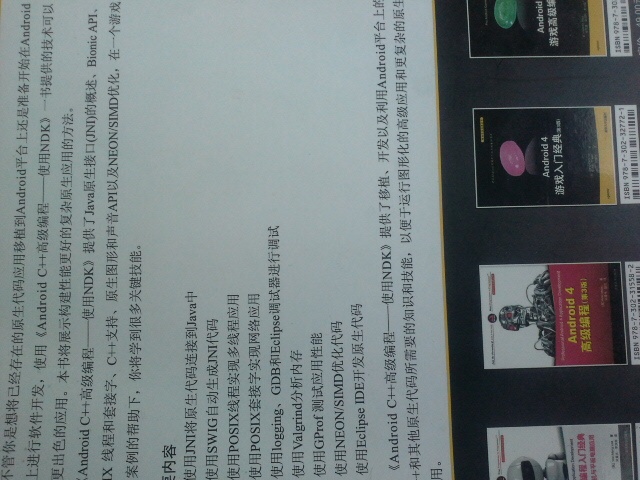 不管你是想将已经存在的原生代码应用移植到Android平台上还是准备开始在Android
上进行软件开发，使用《Android C++高级编程——使用NDK》一书提供的技术可以
更出色的应用。本书将展示构建性能更好的复杂原生应用的方法。
《Android C++高级编程——使用NDK》提供了Java原生接口(JNI)的概述、Bionic API、
IX 线程和套接字、C++支持、原生图形和声音API以及NEON/SIMD优化，在一个游戏
案例的帮助下，你将学到很多关键技能。
要内容
使用JNI将原生代码连接到Java中
使用SWIG自动生成JNI代码
使用POSIX线程实现多线程应用
使用POSIX套接字实现网络应用
使用logging、GDB和Eclipse调试器进行调试
使用Valgrind分析内存
使用GProf 测试应用性能
使用NEON/SIMD优化代码
使用Eclipse IDE开发原生代码
《Android C++高级编程——使用NDK》提供了移植、开发以及利用Android平台上的
+和其他原生代码所需要的知识和技能，以便于运行图形化的高级应用和更复杂的原生
用。
Android
游戏高级编
ISBN 978-7-3
Android 4
游戏入门经典(第3版)
ISBN 978-7-302-32772-1
Android 4
高级编程(第3版)
ISBN 978-7-302-31558-2
编程入门经典